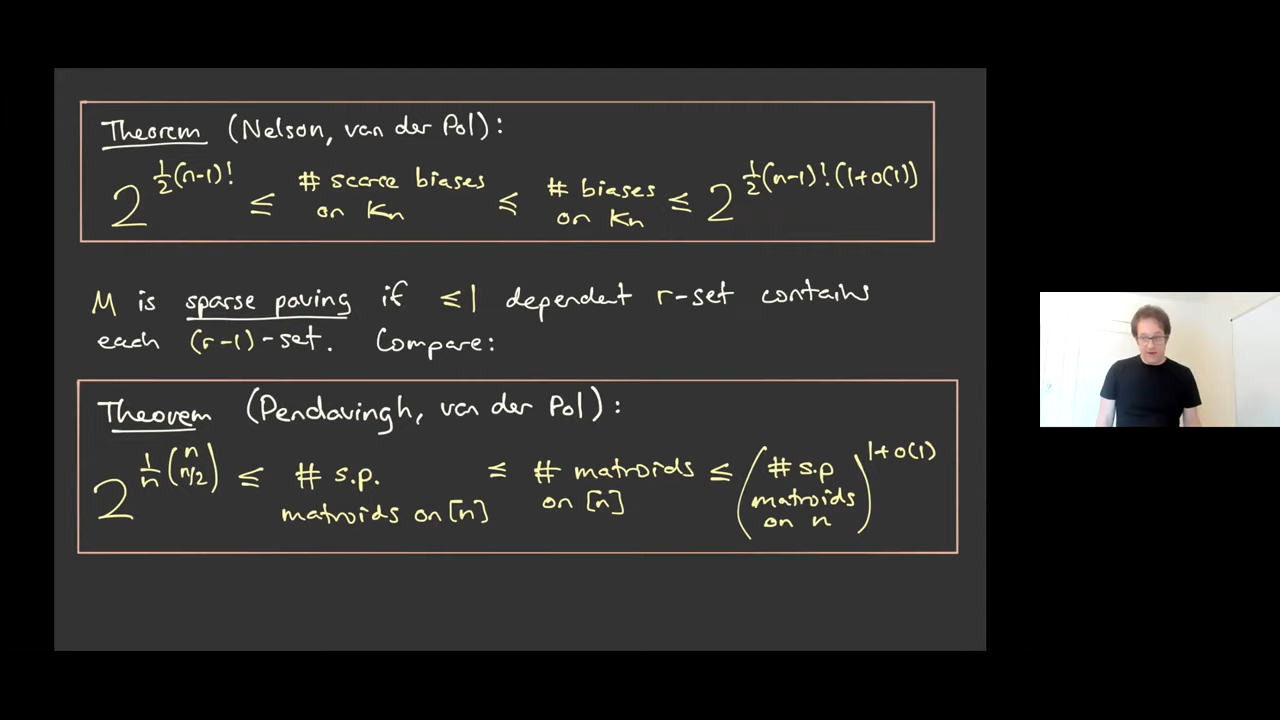 Theorem (Nelson, van der Pol):
2^{½(n-1)!} ≤ # scarce biases on Kn ≤ # biases on Kn ≤ 2^{½(n-1)!(1+o(1))}
M is sparse paving if ≤1 dependent r-set contains
each (r-1)-set. Compare:
Theorem (Pendavingh, van der Pol):
2^{1/n (n choose n/2)} ≤ # s.p. matroids on [n] ≤ # matroids on [n] ≤ (# s.p matroids on n)^{1+o(1)}